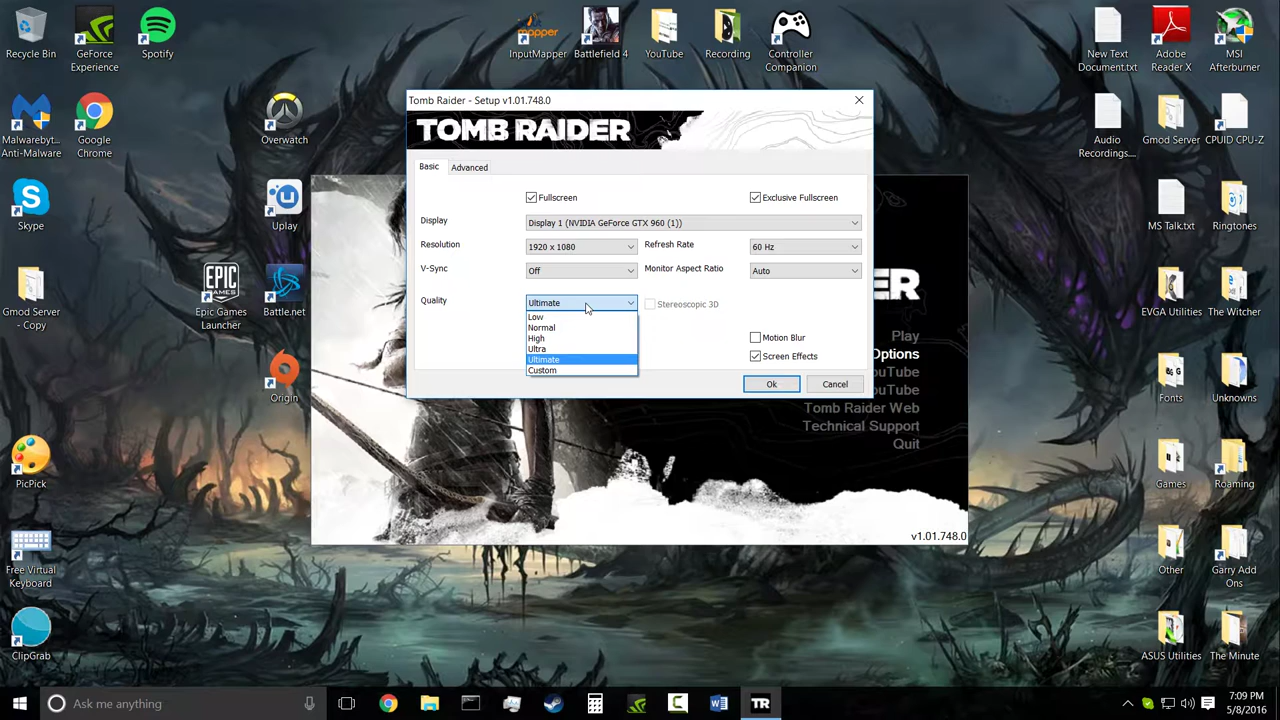 Recycle Bin
GeForce
Experience
Spotify
InputMapper
Battlefield 4
YouTube
Recording
Controller
Companion
New Text
Document.txt
Adobe
Reader X
MSI
Afterburner
Malwarebyt...
Anti-Malware
Google
Chrome
Overwatch
Audio
Recordings....
Gmod Server
CPUID CPU-Z
Skype
Uplay
MS Talk.txt
Ringtones
Gmod Server
- Copy
Epic Games
Launcher
Battle.net
EVGA Utilities
The Witcher
Origin
Fonts
Unknowns
PicPick
Games
Roaming
Free Virtual
Keyboard
Other
Garry Add
Ons
ClipGrab
ASUS Utilities
The Minute
EPIC
GAMES
Tomb Raider - Setup v1.01.748.0
TOMB RAIDER
Basic
Advanced
Fullscreen
Exclusive Fullscreen
Display
Display 1 (NVIDIA GeForce GTX 960 (1))
Resolution
1920 x 1080
Refresh Rate
60 Hz
V-Sync
Off
Monitor Aspect Ratio
Auto
Quality
Ultimate
Stereoscopic 3D
Low
Normal
High
Ultra
Ultimate
Custom
Motion Blur
Screen Effects
Ok
Cancel
Play
Options
Tomb Raider Web
Technical Support
Quit
v1.01.748.0
Ask me anything
TR
7:09 PM
5/8/2016